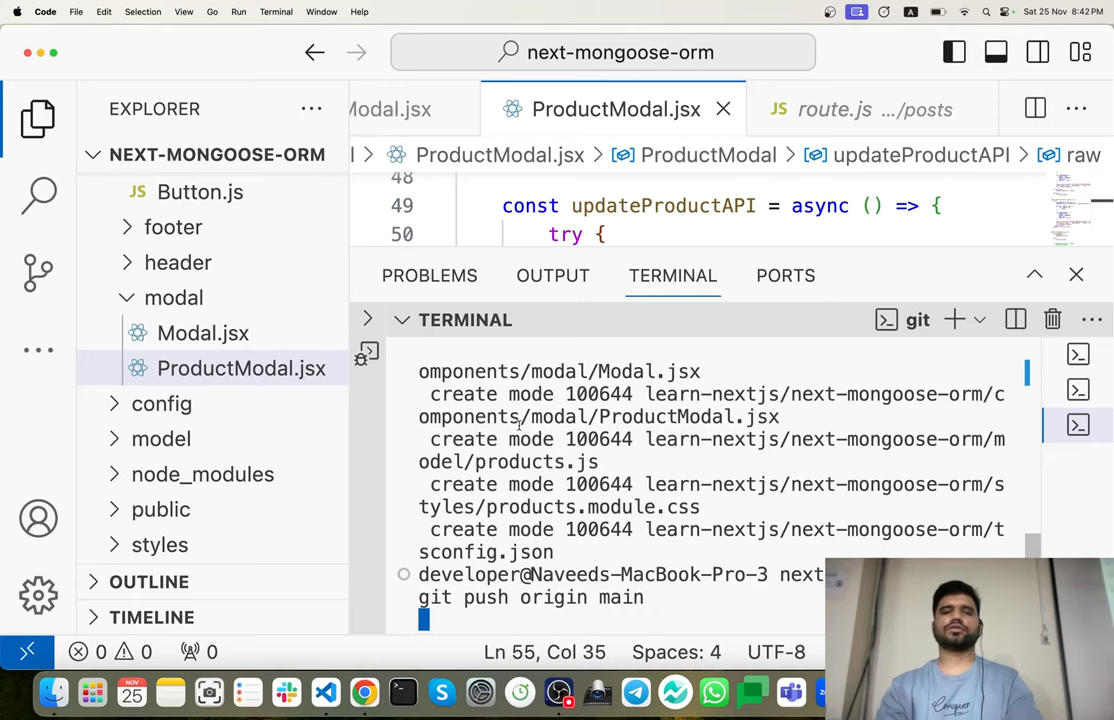 Code File Edit Selection View Go Run Terminal Window Help A Sat 25 Nov 8:42 PM
next-mongoose-orm
EXPLORER
Modal.jsx
ProductModal.jsx
JS route.js .../posts
NEXT-MONGOOSE-ORM
l > ProductModal.jsx > ProductModal > updateProductAPI > raw
JS Button.js
footer
header
modal
Modal.jsx
ProductModal.jsx
config
model
node_modules
public
styles
OUTLINE
TIMELINE
48
49 const updateProductAPI = async () => {
50 try {
PROBLEMS OUTPUT TERMINAL PORTS
TERMINAL
git
omponents/modal/Modal.jsx
create mode 100644 learn-nextjs/next-mongoose-orm/c
omponents/modal/ProductModal.jsx
create mode 100644 learn-nextjs/next-mongoose-orm/m
odel/products.js
create mode 100644 learn-nextjs/next-mongoose-orm/s
tyles/products.module.css
create mode 100644 learn-nextjs/next-mongoose-orm/t
sconfig.json
developer@Naveeds-MacBook-Pro-3 next
git push origin main
0 0 0
Ln 55, Col 35 Spaces: 4 UTF-8
NOV
25